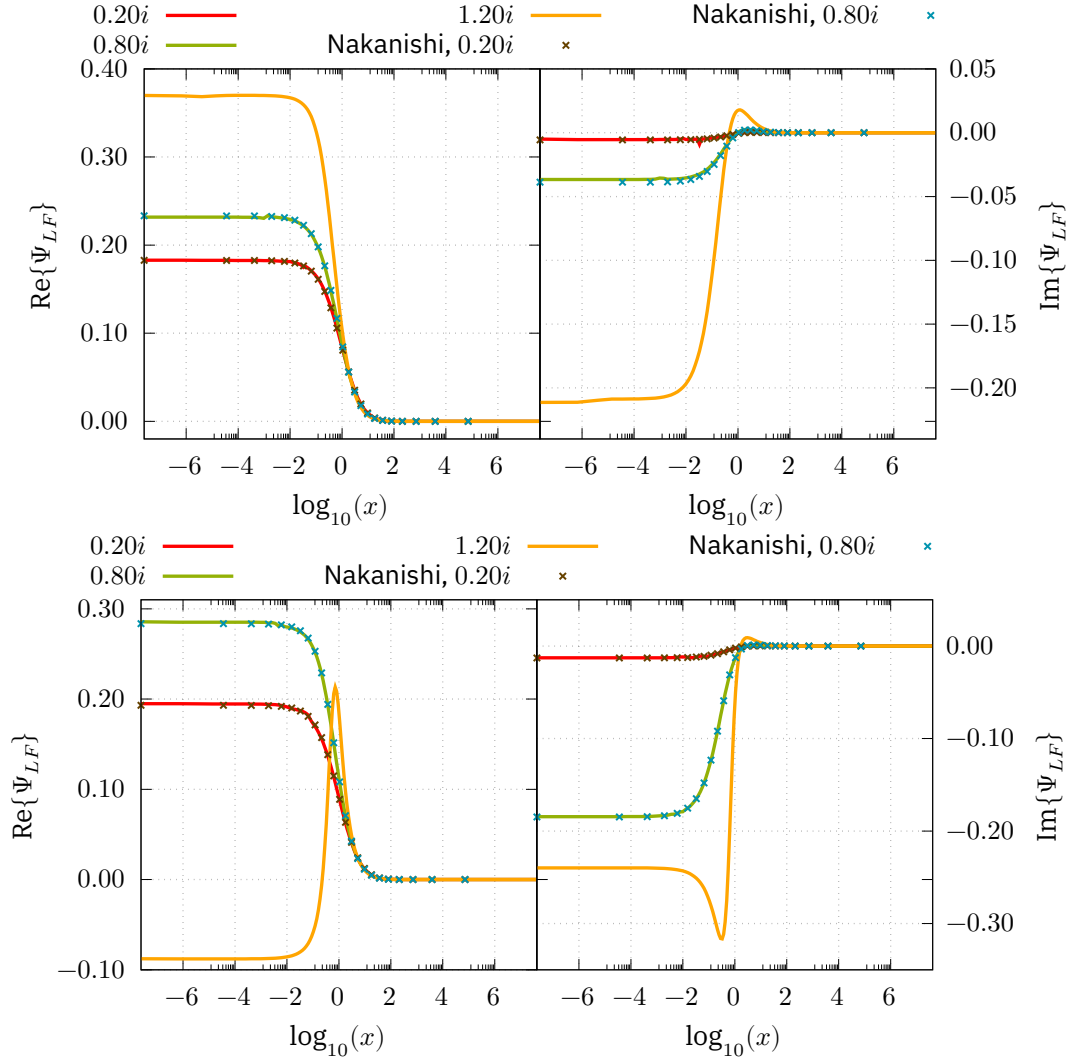 0.20i 1.20i Nakanishi, 0.80i
0.80i Nakanishi, 0.20i
0.40 0.05
0.30 0.00
−0.05
0.20 −0.10
0.10 −0.15
0.00 −0.20
Re{Ψ_LF} Im{Ψ_LF}
−6 −4 −2 0 2 4 6 −6 −4 −2 0 2 4 6
log₁₀(x) log₁₀(x)
0.20i 1.20i Nakanishi, 0.80i
0.80i Nakanishi, 0.20i
0.30
0.00
0.20
−0.10
0.10
−0.20
0.00
−0.30
−0.10
Re{Ψ_LF} Im{Ψ_LF}
−6 −4 −2 0 2 4 6 −6 −4 −2 0 2 4 6
log₁₀(x) log₁₀(x)